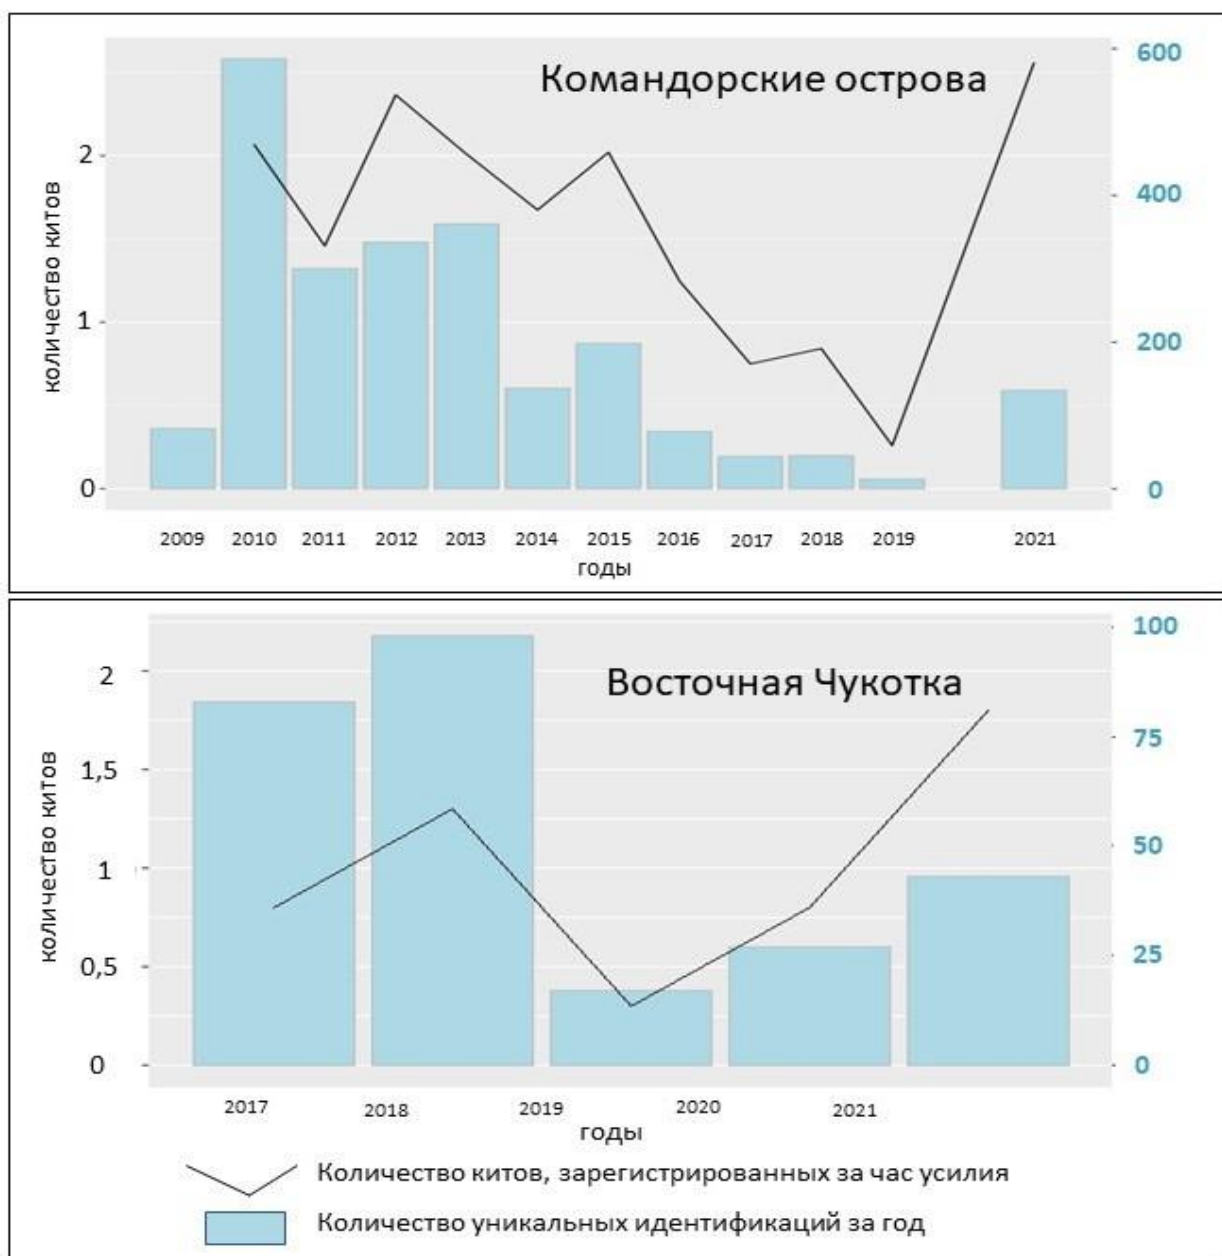 Командорские острова
600
400
200
0
2
1
0
количество китов
2009 2010 2011 2012 2013 2014 2015 2016 2017 2018 2019 2021
годы
Восточная Чукотка
100
75
50
25
0
2
1,5
1
0,5
0
количество китов
2017 2018 2019 2020 2021
годы
Количество китов, зарегистрированных за час усилия
Количество уникальных идентификаций за год